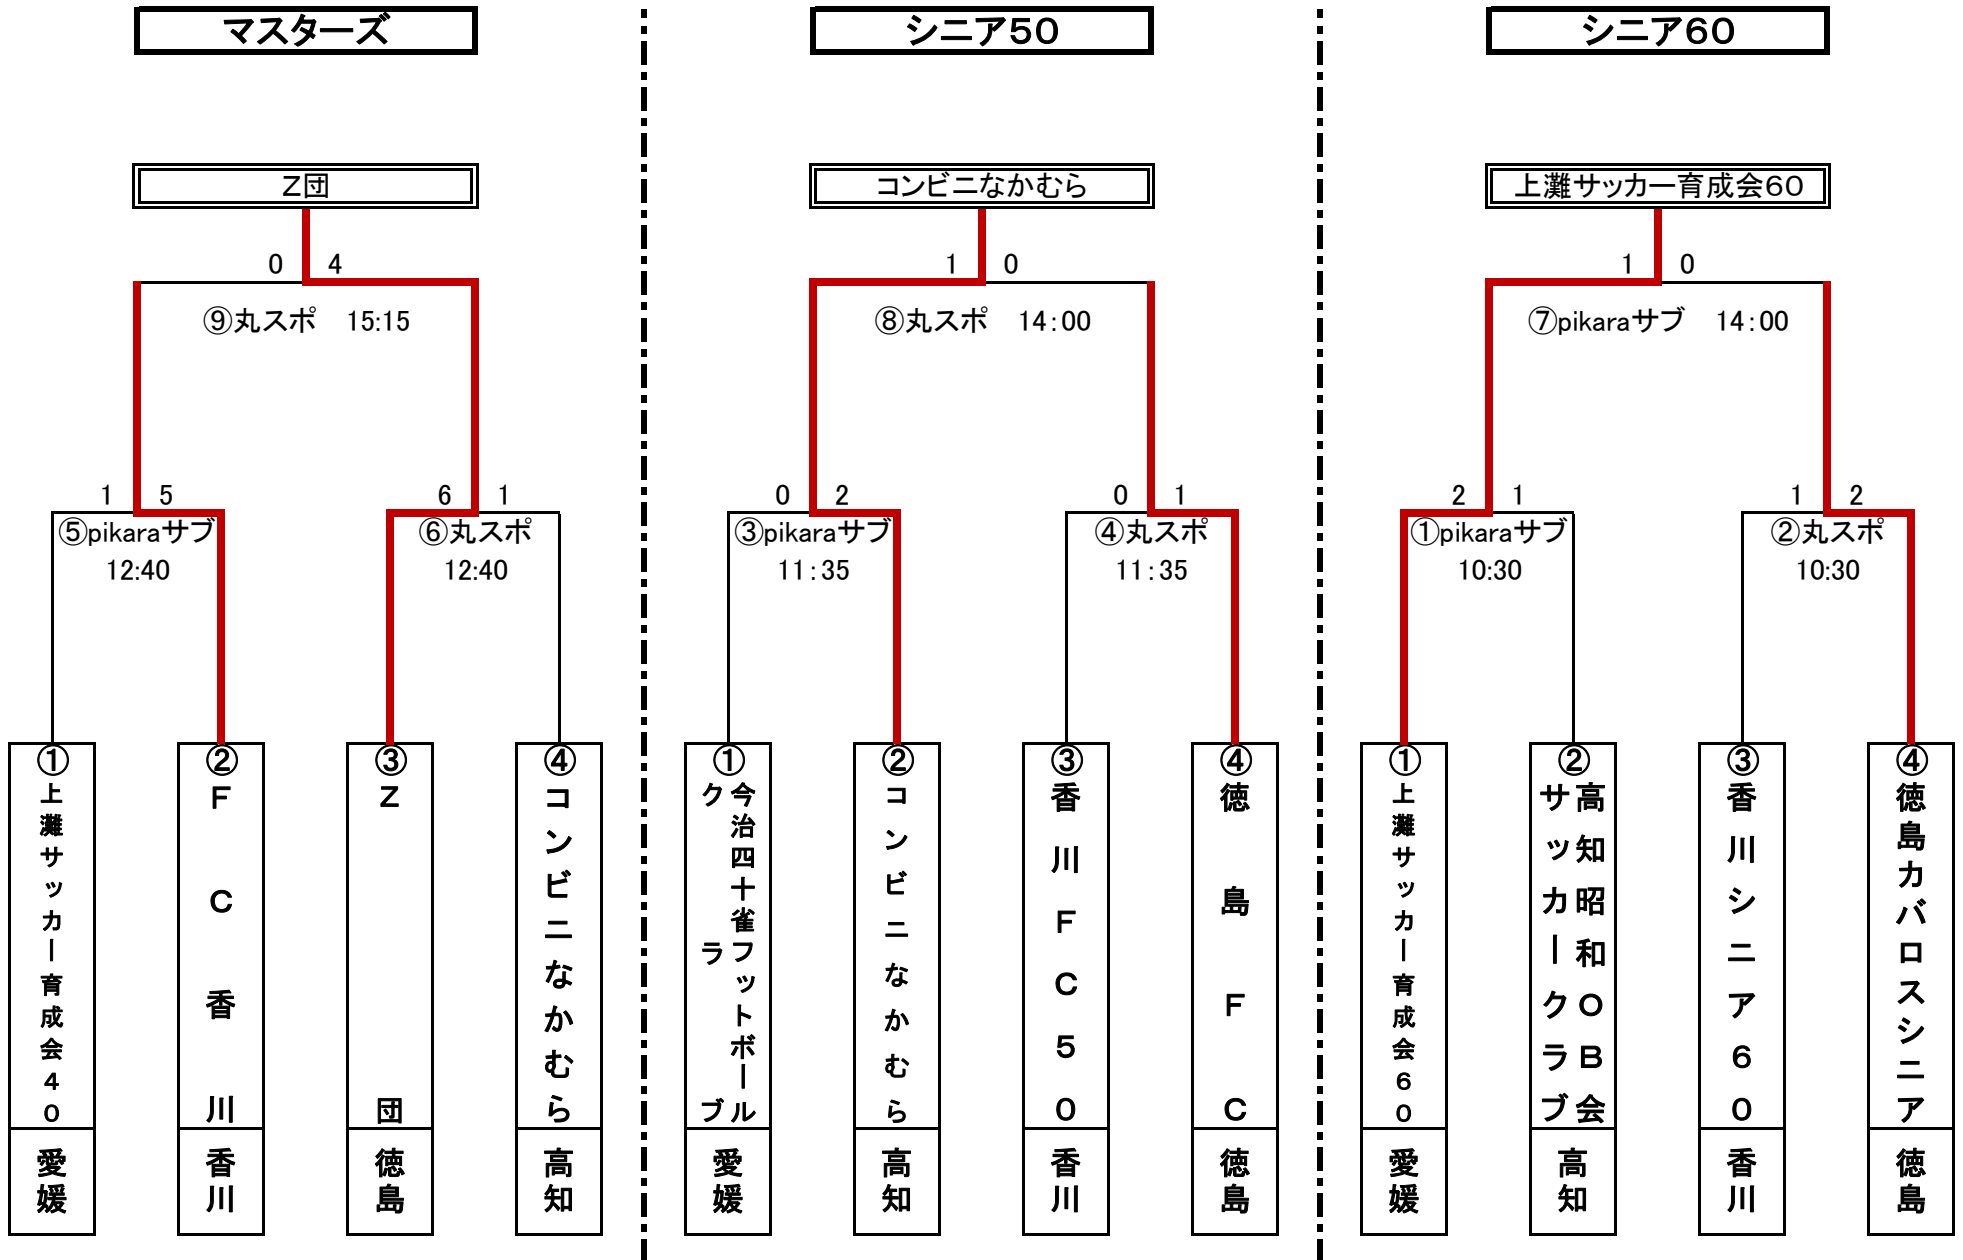 マスターズ
Z団
0 4
⑨丸スポ 15:15
1 5
⑤pikaraサブ
12:40
6 1
⑥丸スポ
12:40
①
上灘サッカー育成会40
愛媛
②
FC香川
香川
③
Z団
徳島
④
コンビニなかむら
高知
シニア50
コンビニなかむら
1 0
⑧丸スポ 14:00
0 2
③pikaraサブ
11:35
0 1
④丸スポ
11:35
①
今治四十雀フットボール
クラブ
愛媛
②
コンビニなかむら
高知
③
香川FC50
香川
④
徳島FC
徳島
シニア60
上灘サッカー育成会60
1 0
⑦pikaraサブ 14:00
2 1
①pikaraサブ
10:30
1 2
②丸スポ
10:30
①
上灘サッカー育成会60
愛媛
②
高知昭和OB会
サッカークラブ
高知
③
香川シニア60
香川
④
徳島カバロスシニア
徳島